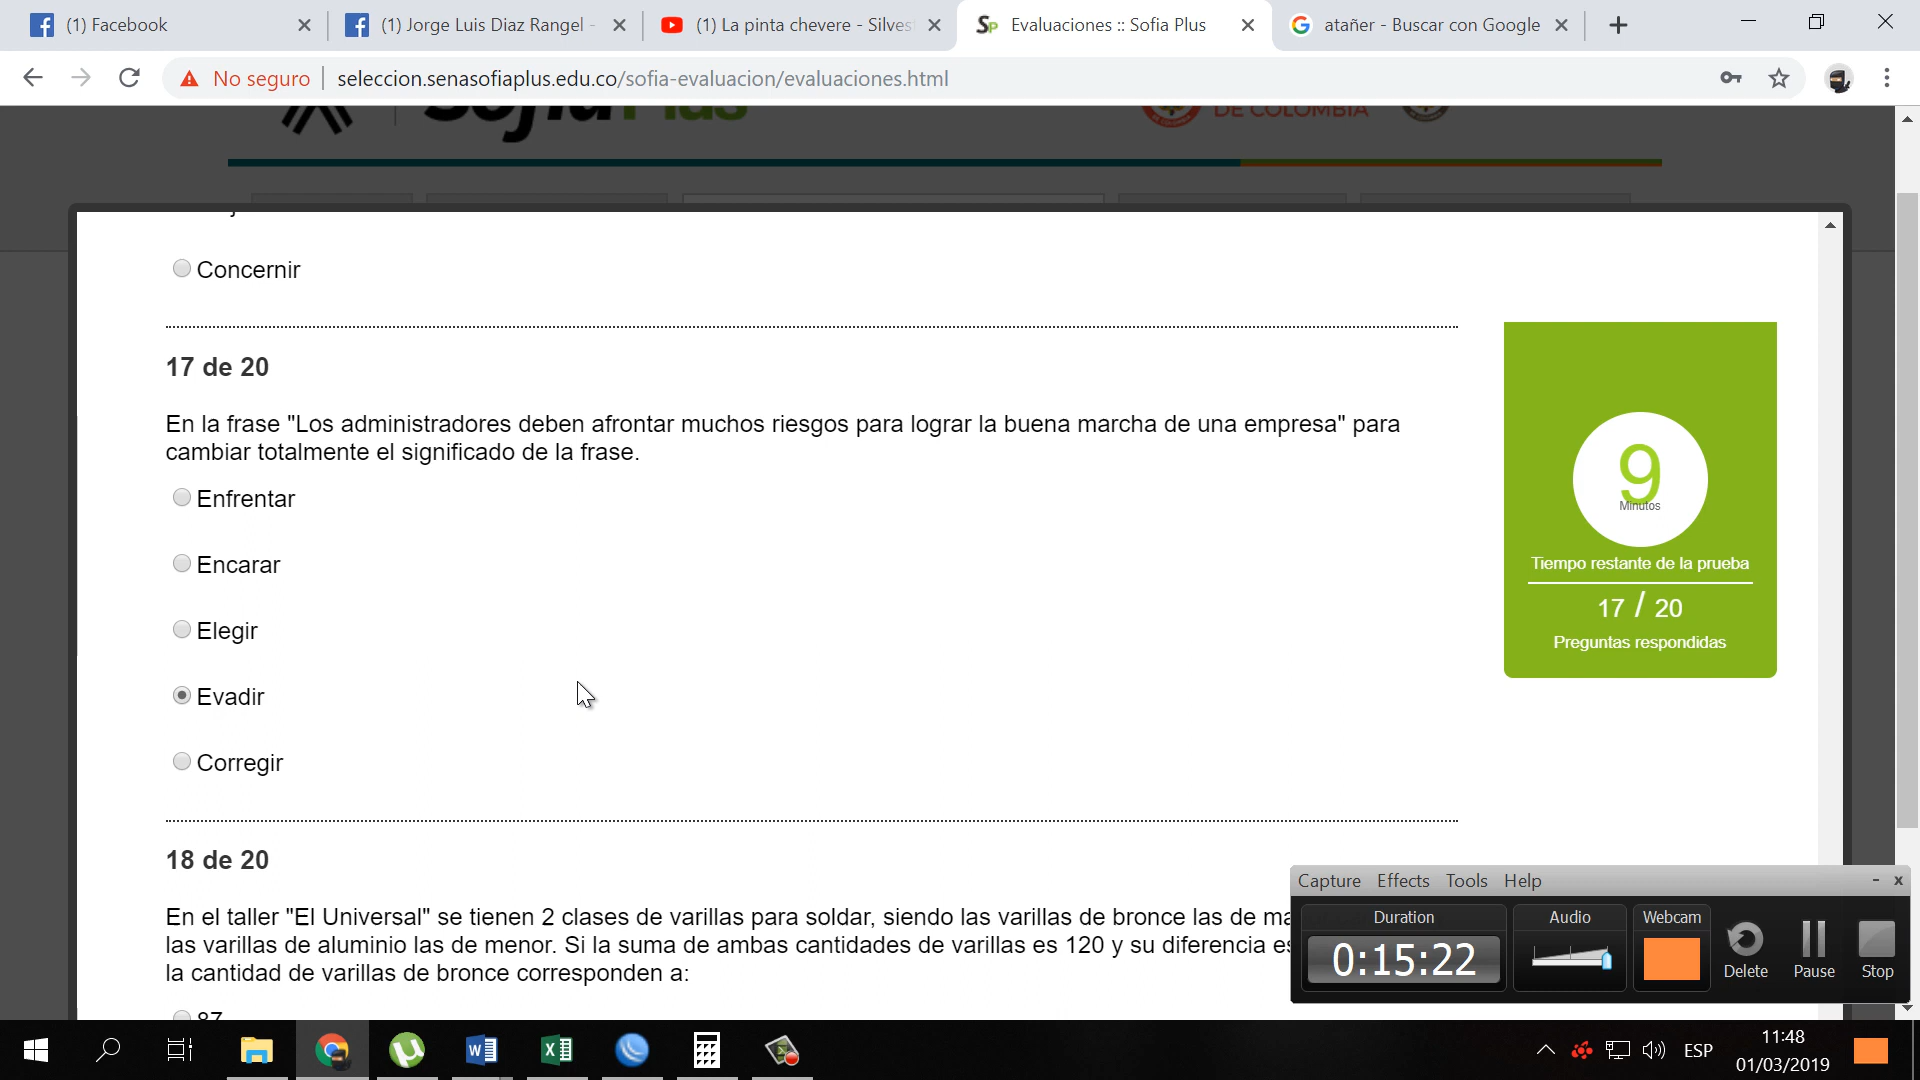 (1) Facebook
(1) Jorge Luis Diaz Rangel -
(1) La pinta chevere - Silves
Evaluaciones :: Sofia Plus
atañer - Buscar con Google
No seguro
seleccion.senasofiaplus.edu.co/sofia-evaluacion/evaluaciones.html
SofiaPlus
DE COLOMBIA
Concernir
17 de 20
En la frase "Los administradores deben afrontar muchos riesgos para lograr la buena marcha de una empresa" para
cambiar totalmente el significado de la frase.
Enfrentar
Encarar
Elegir
Evadir
Corregir
9
Minutos
Tiempo restante de la prueba
17 / 20
Preguntas respondidas
18 de 20
En el taller "El Universal" se tienen 2 clases de varillas para soldar, siendo las varillas de bronce las de ma
las varillas de aluminio las de menor. Si la suma de ambas cantidades de varillas es 120 y su diferencia es
la cantidad de varillas de bronce corresponden a:
87
Capture Effects Tools Help
Duration
0:15:22
Audio
Webcam
Delete
Pause
Stop
ESP
11:48
01/03/2019